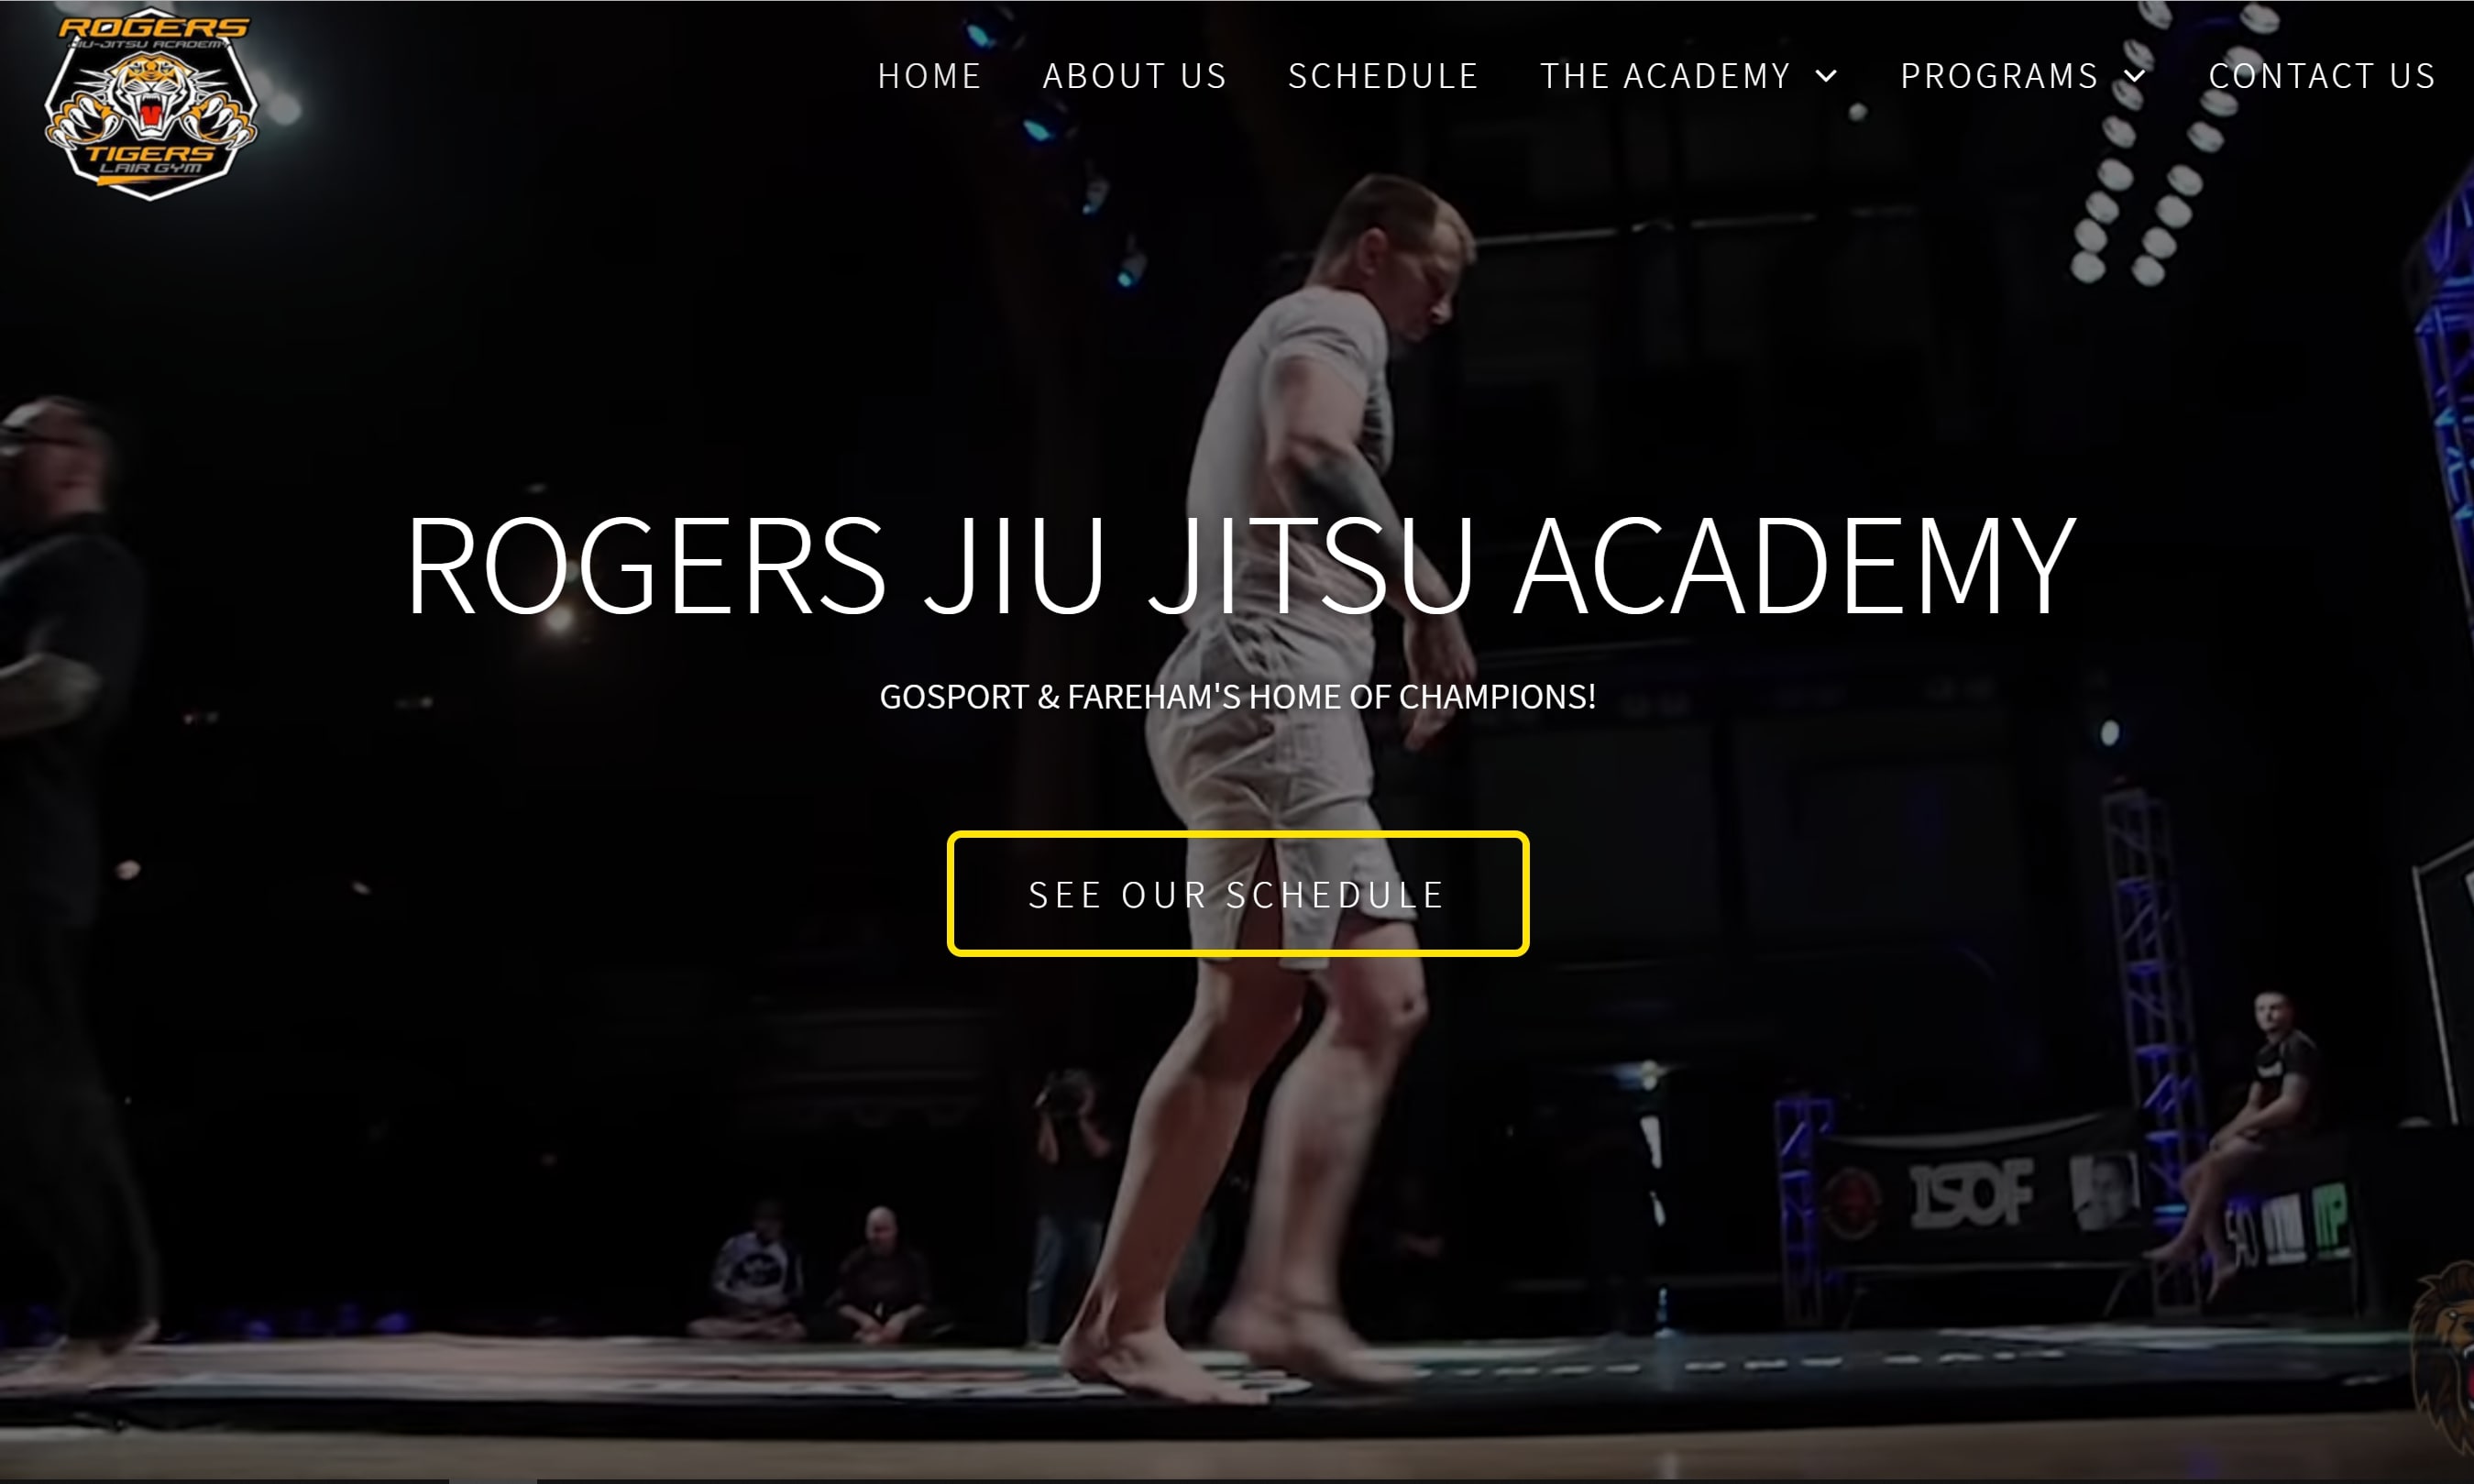 ROGERS
JIU-JITSU ACADEMY
TIGERS
LAIR GYM
HOME ABOUT US SCHEDULE THE ACADEMY PROGRAMS CONTACT US
ROGERS JIU JITSU ACADEMY
GOSPORT & FAREHAM'S HOME OF CHAMPIONS!
SEE OUR SCHEDULE
ISOF